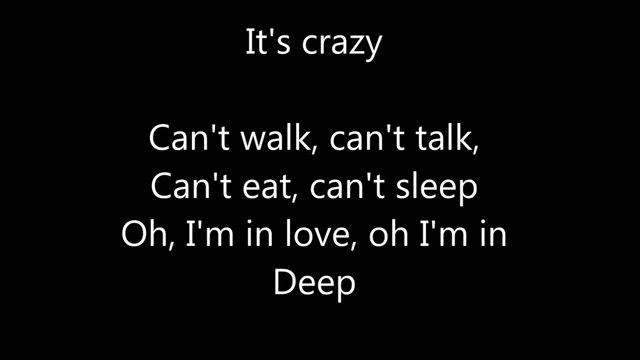 It's crazy
Can't walk, can't talk,
Can't eat, can't sleep
Oh, I'm in love, oh I'm in
Deep